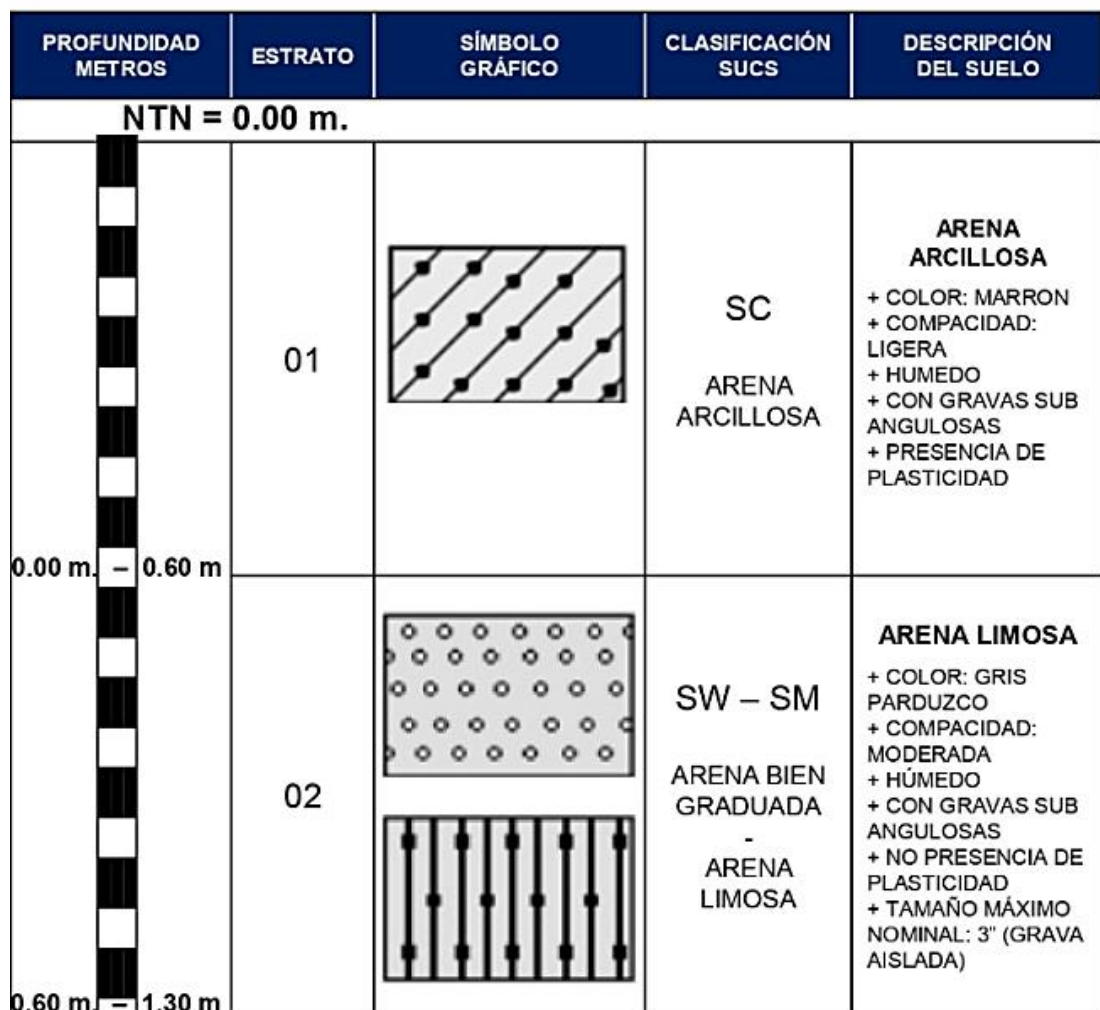 PROFUNDIDAD
METROS
ESTRATO
SÍMBOLO
GRÁFICO
CLASIFICACIÓN
SUCS
DESCRIPCIÓN
DEL SUELO
NTN = 0.00 m.
0.00 m. – 0.60 m
01
SC
ARENA
ARCILLOSA
ARENA
ARCILLOSA
+ COLOR: MARRON
+ COMPACIDAD:
LIGERA
+ HUMEDO
+ CON GRAVAS SUB
ANGULOSAS
+ PRESENCIA DE
PLASTICIDAD
0.60 m. – 1.30 m
02
SW – SM
ARENA BIEN
GRADUADA
-
ARENA
LIMOSA
ARENA LIMOSA
+ COLOR: GRIS
PARDUZCO
+ COMPACIDAD:
MODERADA
+ HÚMEDO
+ CON GRAVAS SUB
ANGULOSAS
+ NO PRESENCIA DE
PLASTICIDAD
+ TAMAÑO MÁXIMO
NOMINAL: 3" (GRAVA
AISLADA)